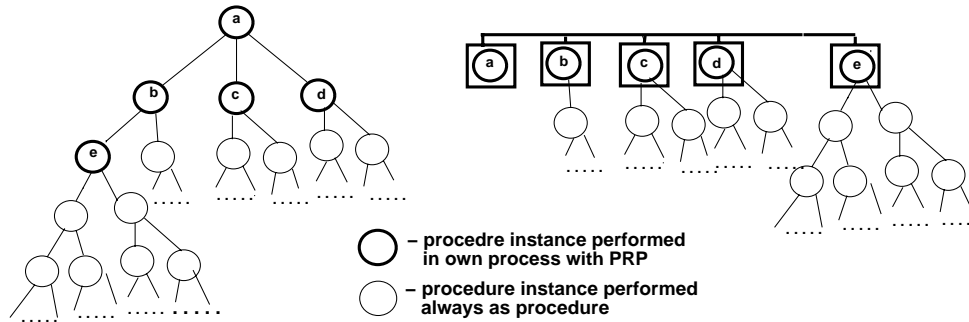 a
b
c
d
e
a
b
c
d
e
– procedre instance performed
in own process with PRP
– procedure instance performed
always as procedure